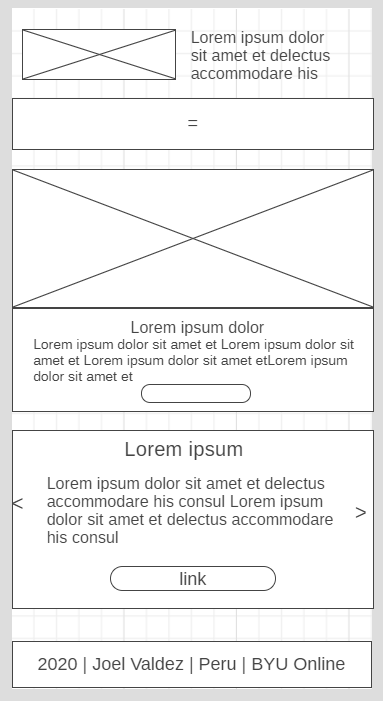 Lorem ipsum dolor
sit amet et delectus
accommodare his
=
Lorem ipsum dolor
Lorem ipsum dolor sit amet et Lorem ipsum dolor sit
amet et Lorem ipsum dolor sit amet etLorem ipsum
dolor sit amet et
Lorem ipsum
Lorem ipsum dolor sit amet et delectus
accommodare his consul Lorem ipsum
dolor sit amet et delectus accommodare
his consul
<
>
link
2020 | Joel Valdez | Peru | BYU Online